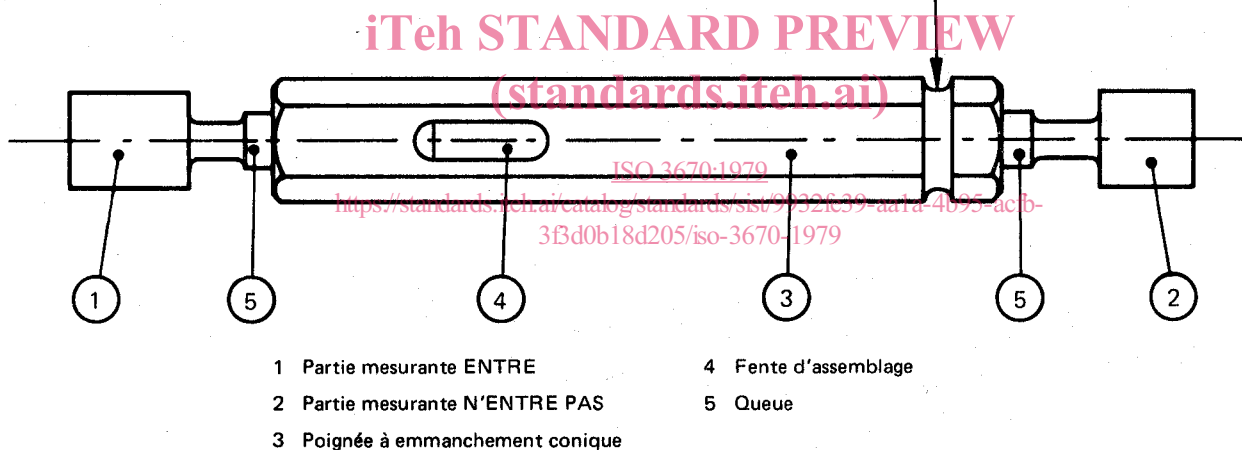 iTeh STANDARD PREVIEW
(standards.iteh.ai)
ISO 3670:1979
https://standards.iteh.ai/catalog/standards/sist/9932fc39-aa1a-4b95-acfb-
3f3d0b18d205/iso-3670-1979
1 5 4 3 5 2
1 Partie mesurante ENTRE
2 Partie mesurante N'ENTRE PAS
3 Poignée à emmanchement conique
4 Fente d'assemblage
5 Queue